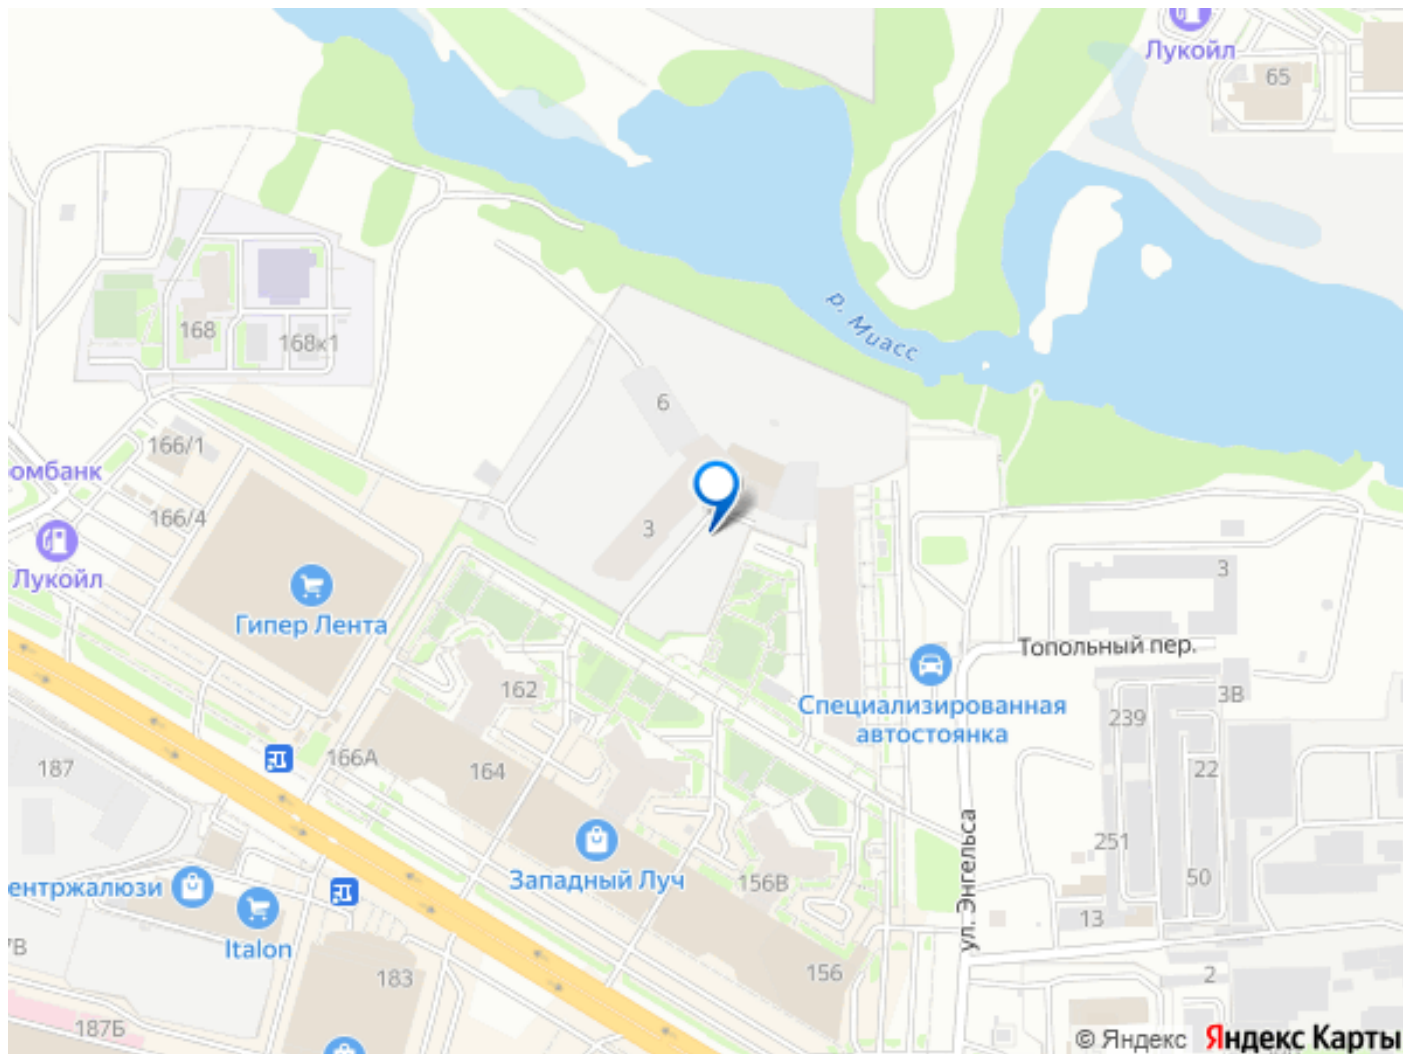 Лукойл
65
р. Миасс
168
168к1
6
166/1
омбанк
166/4
3
Лукойл
Гипер Лента
3
Топольный пер.
162
Специализированная
автостоянка
3В
239
187
166А
164
22
ул. Энгельса
251
Западный Луч
156В
50
ентржалюзи
13
7В
Italon
183
156
2
187Б
© Яндекс Яндекс Карты